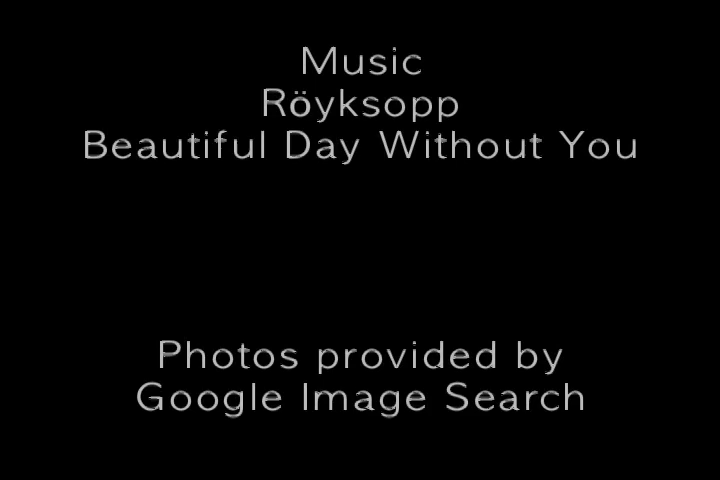 Music
Röyksopp
Beautiful Day Without You
Photos provided by
Google Image Search